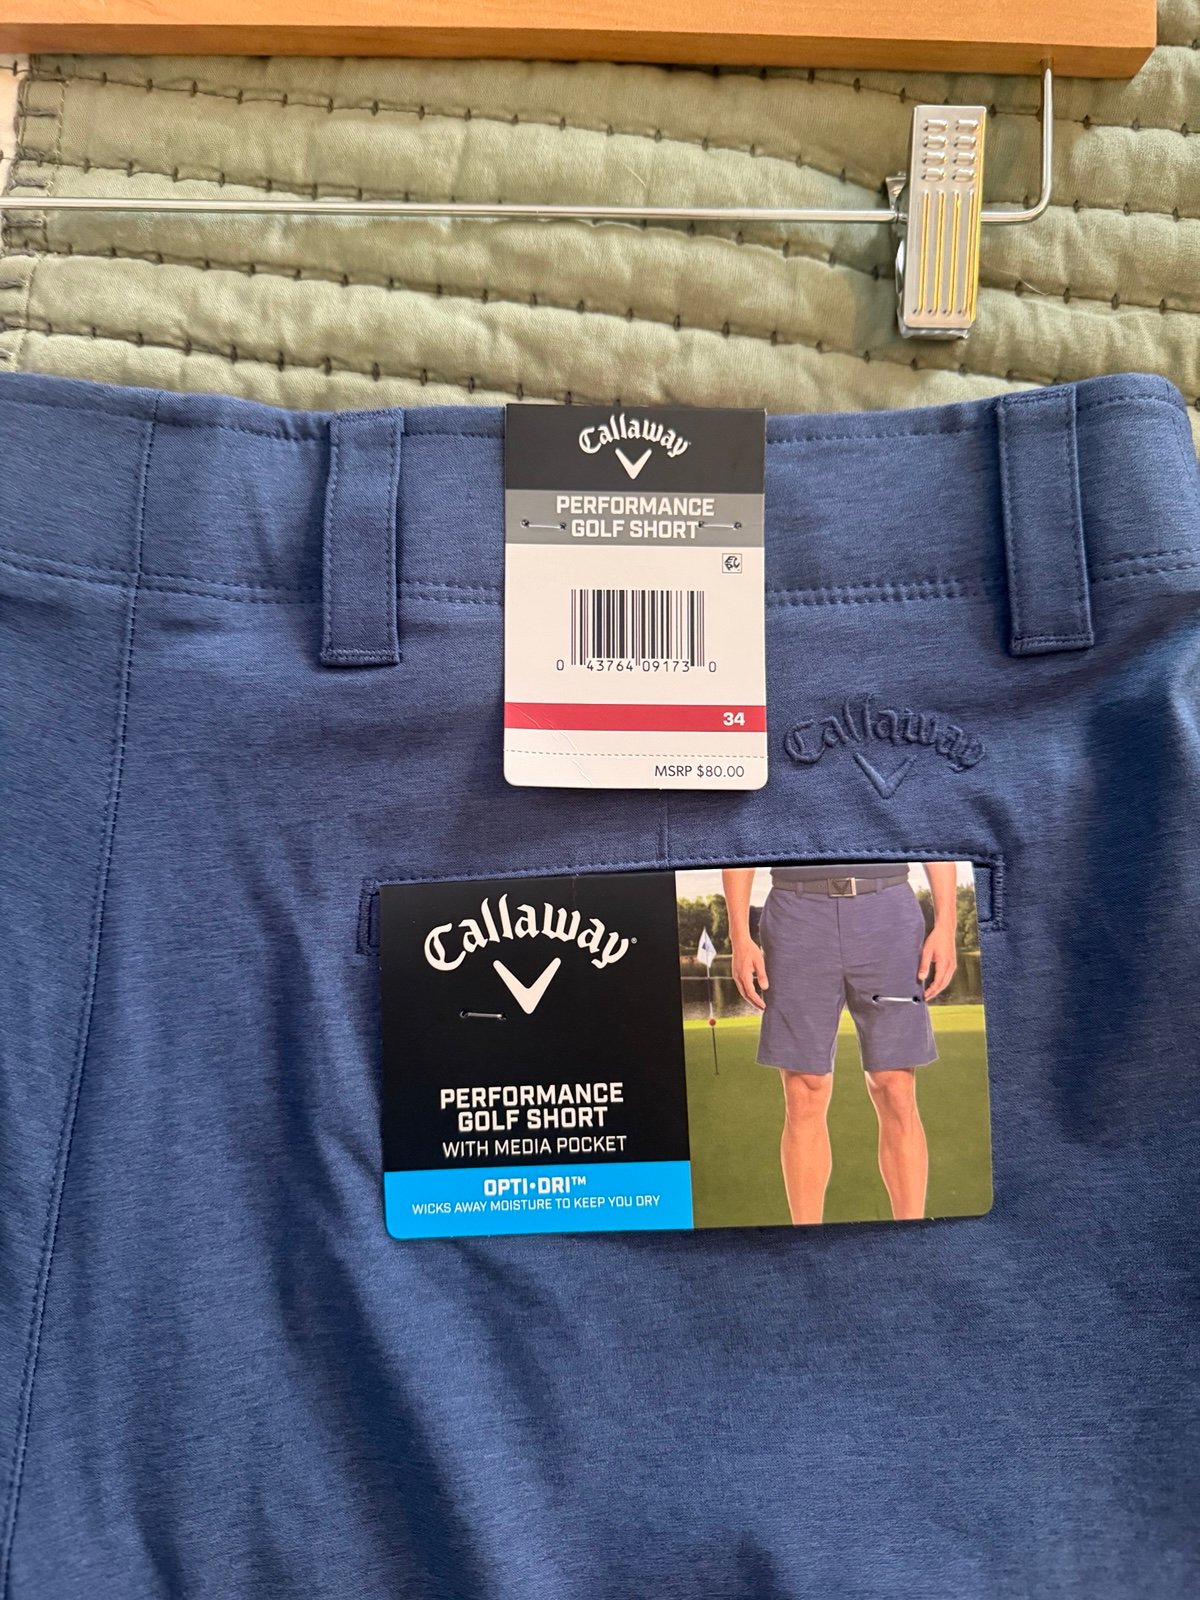 Callaway
PERFORMANCE
GOLF SHORT
0 43764 09173 0
34
MSRP $80.00
Callaway
Callaway®
PERFORMANCE
GOLF SHORT
WITH MEDIA POCKET
OPTI•DRI™
WICKS AWAY MOISTURE TO KEEP YOU DRY